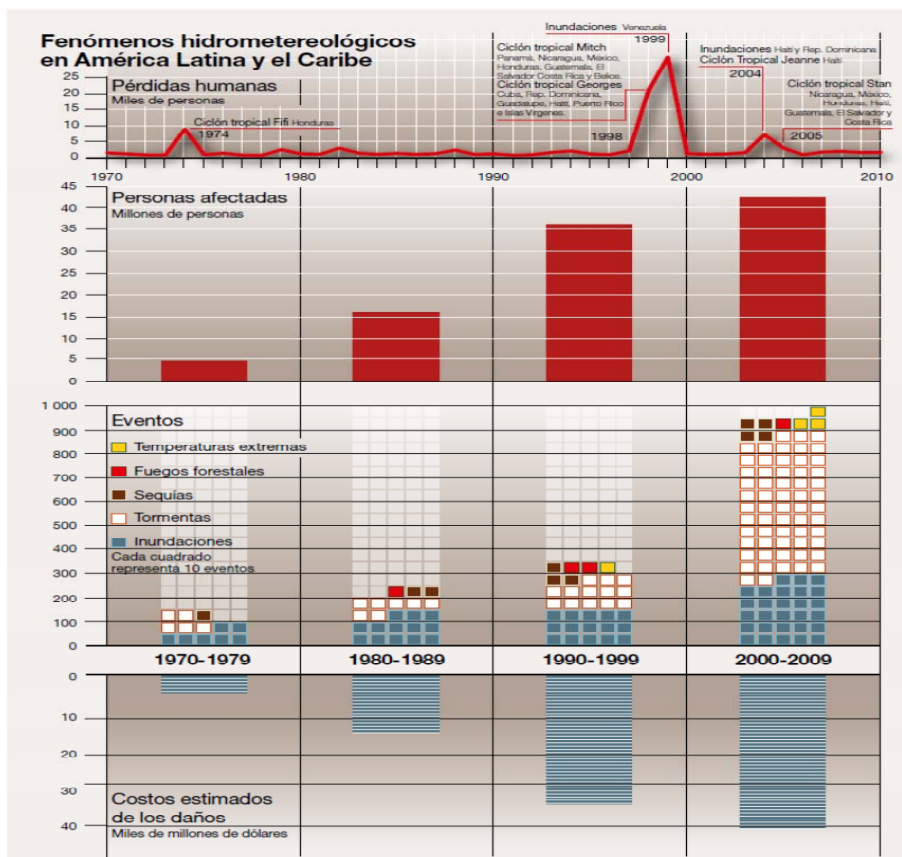 Fenómenos hidrometereológicos
en América Latina y el Caribe
Inundaciones Venezuela
1999
Ciclón tropical Mitch
Panamá, Nicaragua, México,
Honduras, Guatemala, El
Salvador Costa Rica y Belice.
Ciclón tropical Georges
Cuba, Rep. Dominicana,
Guadalupe, Haití, Puerto Rico
e Islas Vírgenes.
1998
Inundaciones Haití y Rep. Dominicana
Ciclón Tropical Jeanne Haití
2004
Ciclón tropical Stan
Nicaragua, México,
Honduras, Haití,
Guatemala, El Salvador y
Costa Rica
2005
Pérdidas humanas
Miles de personas
Ciclón tropical Fifi Honduras
1974
25
20
15
10
5
0
1970
1980
1990
2000
2010
Personas afectadas
Millones de personas
45
40
35
30
25
20
15
10
5
0
Eventos
Temperaturas extremas
Fuegos forestales
Sequías
Tormentas
Inundaciones
Cada cuadrado
representa 10 eventos
1 000
900
800
700
600
500
400
300
200
100
0
1970-1979
1980-1989
1990-1999
2000-2009
0
10
20
30
40
Costos estimados
de los daños
Miles de millones de dólares